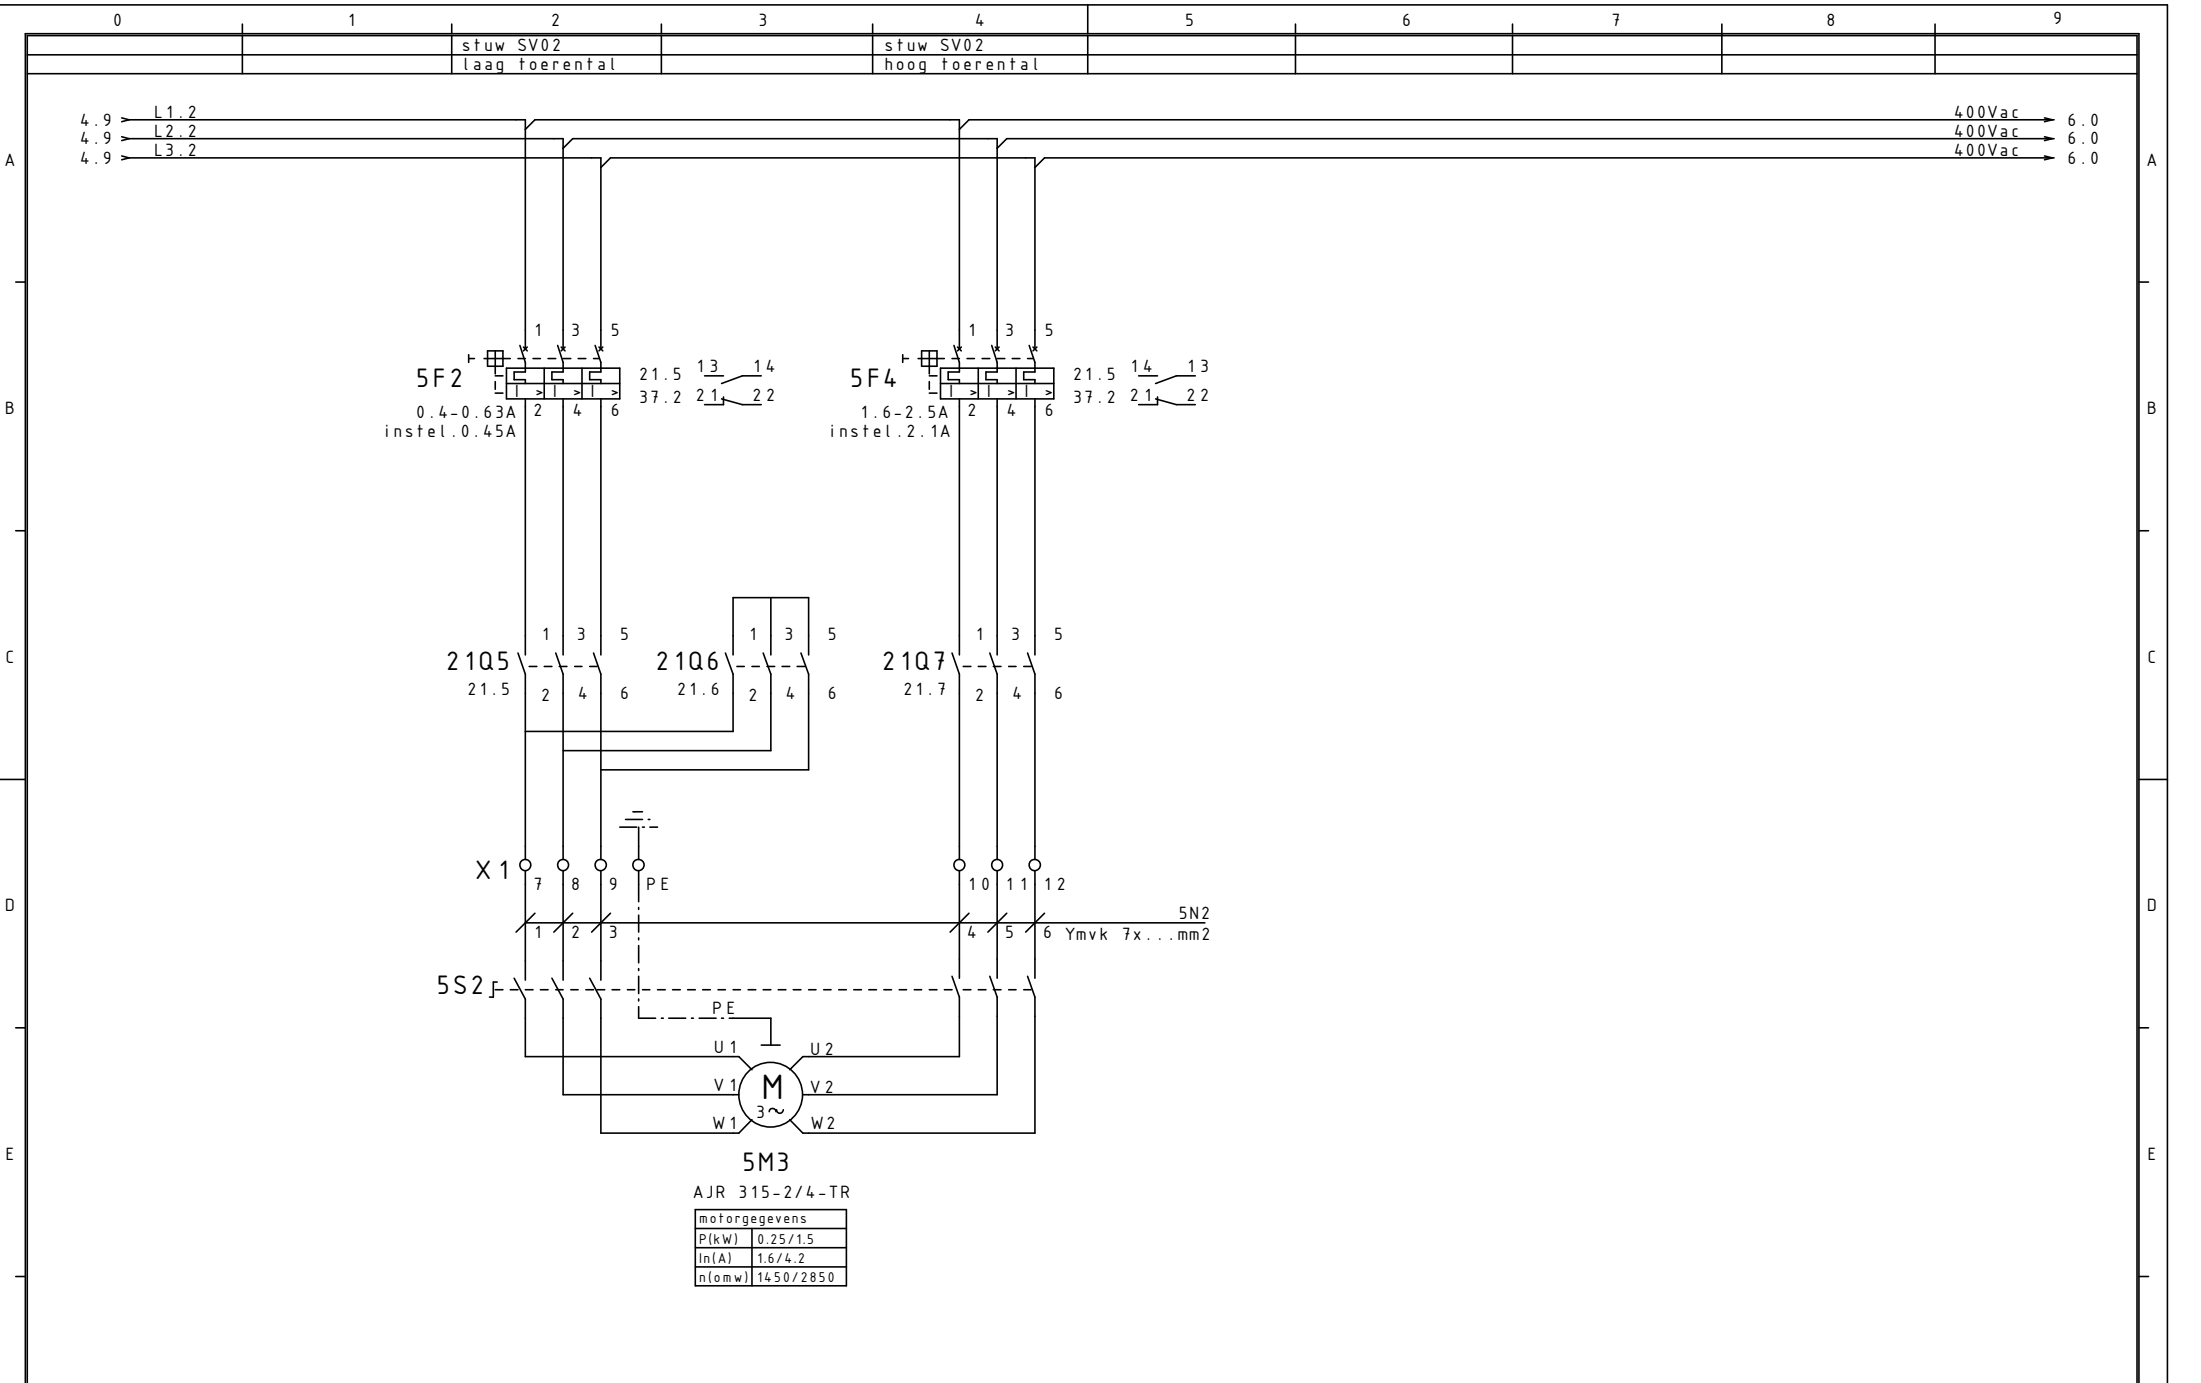 0 1 2 3 4 5 6 7 8 9
stuw SV02 stuw SV02
laag toerental hoog toerental
4.9 L1.2 400Vac 6.0
4.9 L2.2 400Vac 6.0
4.9 L3.2 400Vac 6.0
A A
1 3 5 1 3 5
5F2 21.5 13 14 5F4 21.5 14 13
37.2 21 22 37.2 21 22
B B
0.4-0.63A 2 4 6 1.6-2.5A 2 4 6
instel.0.45A instel.2.1A
1 3 5 1 3 5 1 3 5
C 21Q5 21Q6 21Q7 C
21.5 2 4 6 21.6 2 4 6 21.7 2 4 6
X1 7 8 9 PE 10 11 12
D D
5N2
1 2 3 4 5 6 Ymvk 7x...mm2
5S2
PE
U1 U2
V1 M V2
3~
W1 W2
E E
5M3
AJR 315-2/4-TR
motorgegevens
P(kW) 0.25/1.5
In(A) 1.6/4.2
n(omw) 1450/2850